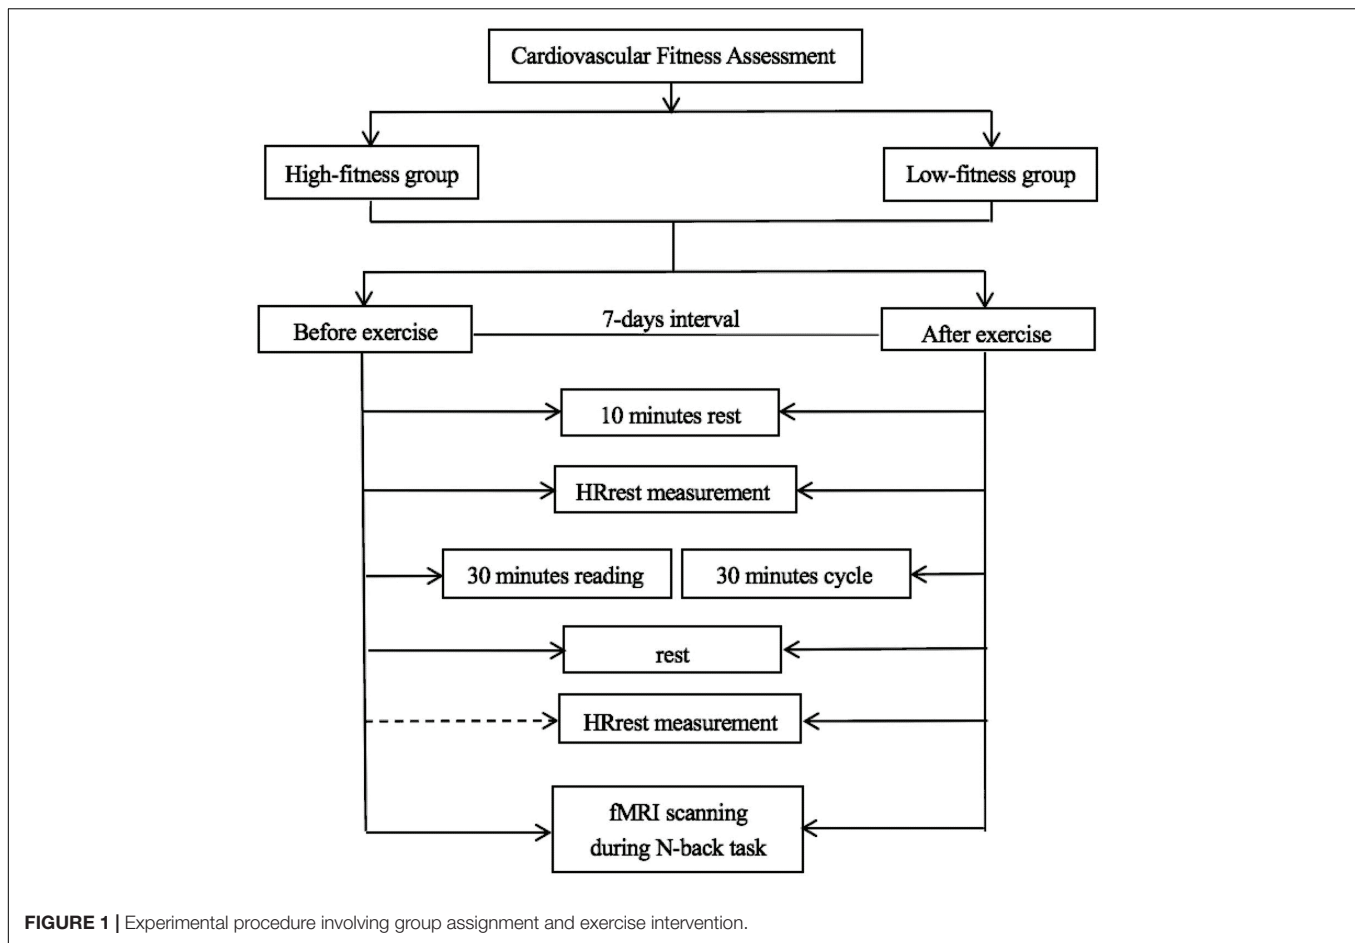 Cardiovascular Fitness Assessment
High-fitness group
Low-fitness group
Before exercise
7-days interval
After exercise
10 minutes rest
HRrest measurement
30 minutes reading
30 minutes cycle
rest
HRrest measurement
fMRI scanning
during N-back task
FIGURE 1 | Experimental procedure involving group assignment and exercise intervention.